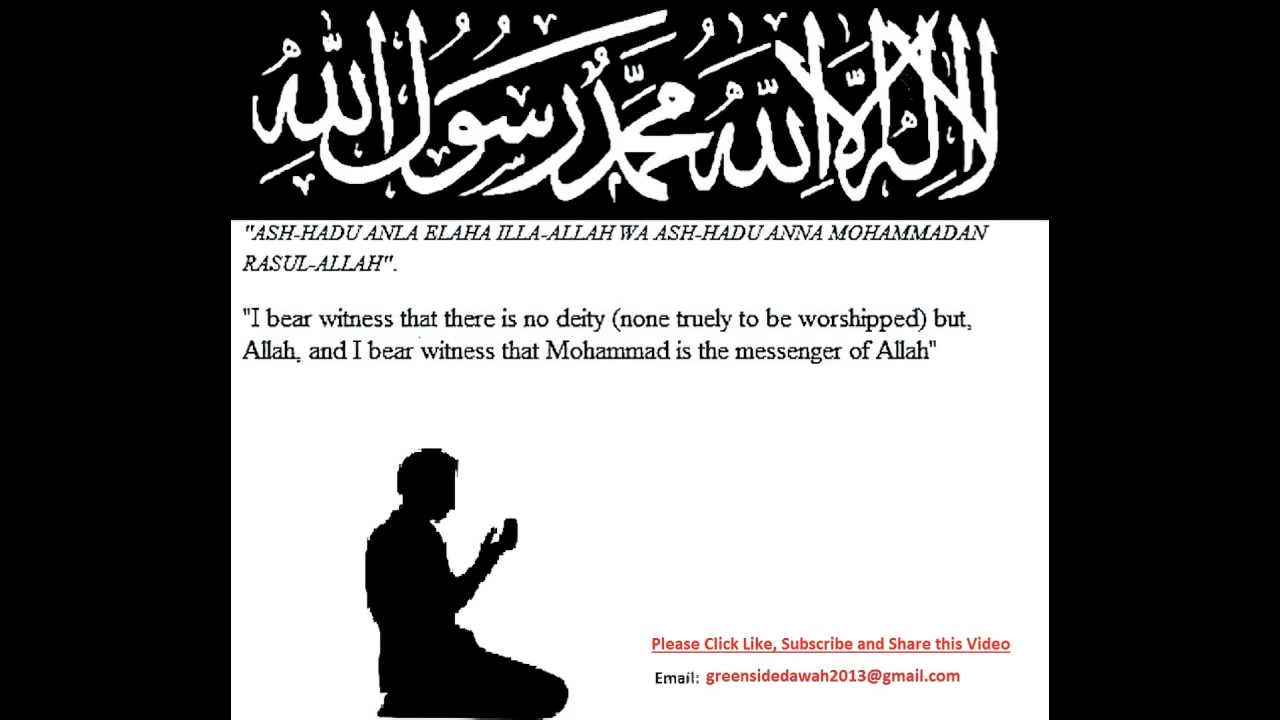 لا إله إلا الله محمد رسول الله
"ASH-HADU ANLA ELAHA ILLA-ALLAH WA ASH-HADU ANNA MOHAMMADAN
RASUL-ALLAH".
"I bear witness that there is no deity (none truely to be worshipped) but,
Allah, and I bear witness that Mohammad is the messenger of Allah"
Please Click Like, Subscribe and Share this Video
Email: greensidedawah2013@gmail.com